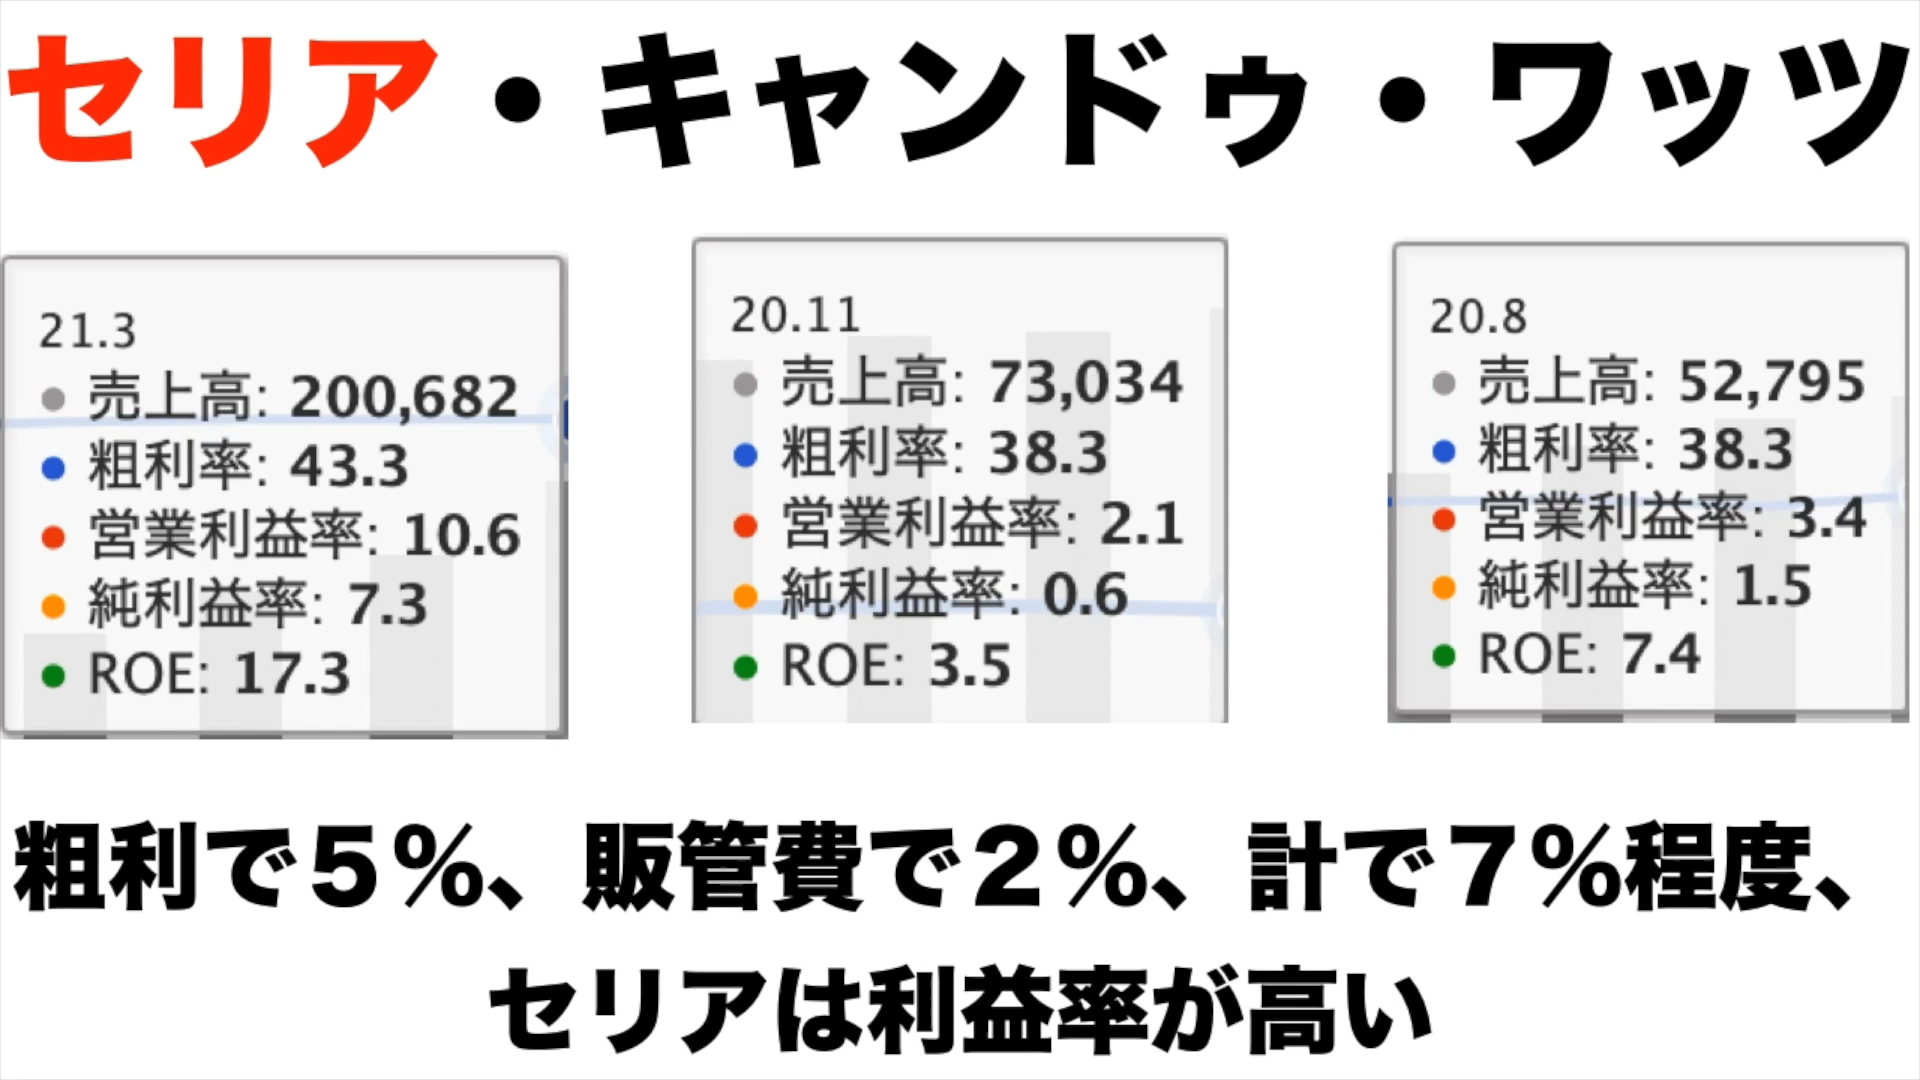 セリア・キャンドゥ・ワッツ
21.3
売上高: 200,682
粗利率: 43.3
営業利益率: 10.6
純利益率: 7.3
ROE: 17.3
20.11
売上高: 73,034
粗利率: 38.3
営業利益率: 2.1
純利益率: 0.6
ROE: 3.5
20.8
売上高: 52,795
粗利率: 38.3
営業利益率: 3.4
純利益率: 1.5
ROE: 7.4
粗利で５％、販管費で２％、計で７％程度、
セリアは利益率が高い